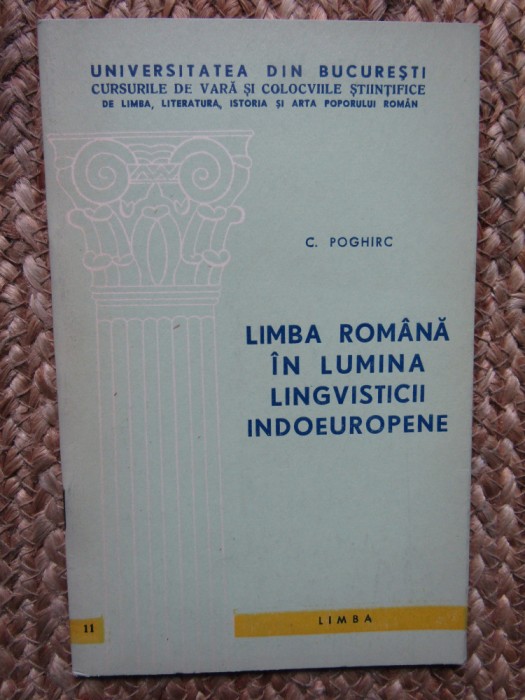 UNIVERSITATEA DIN BUCUREȘTI
CURSURILE DE VARĂ ȘI COLOCVIILE ȘTIINȚIFICE
DE LIMBA, LITERATURA, ISTORIA ȘI ARTA POPORULUI ROMÂN
C. POGHIRC
LIMBA ROMÂNĂ
ÎN LUMINA
LINGVISTICII
INDOEUROPENE
11
LIMBA